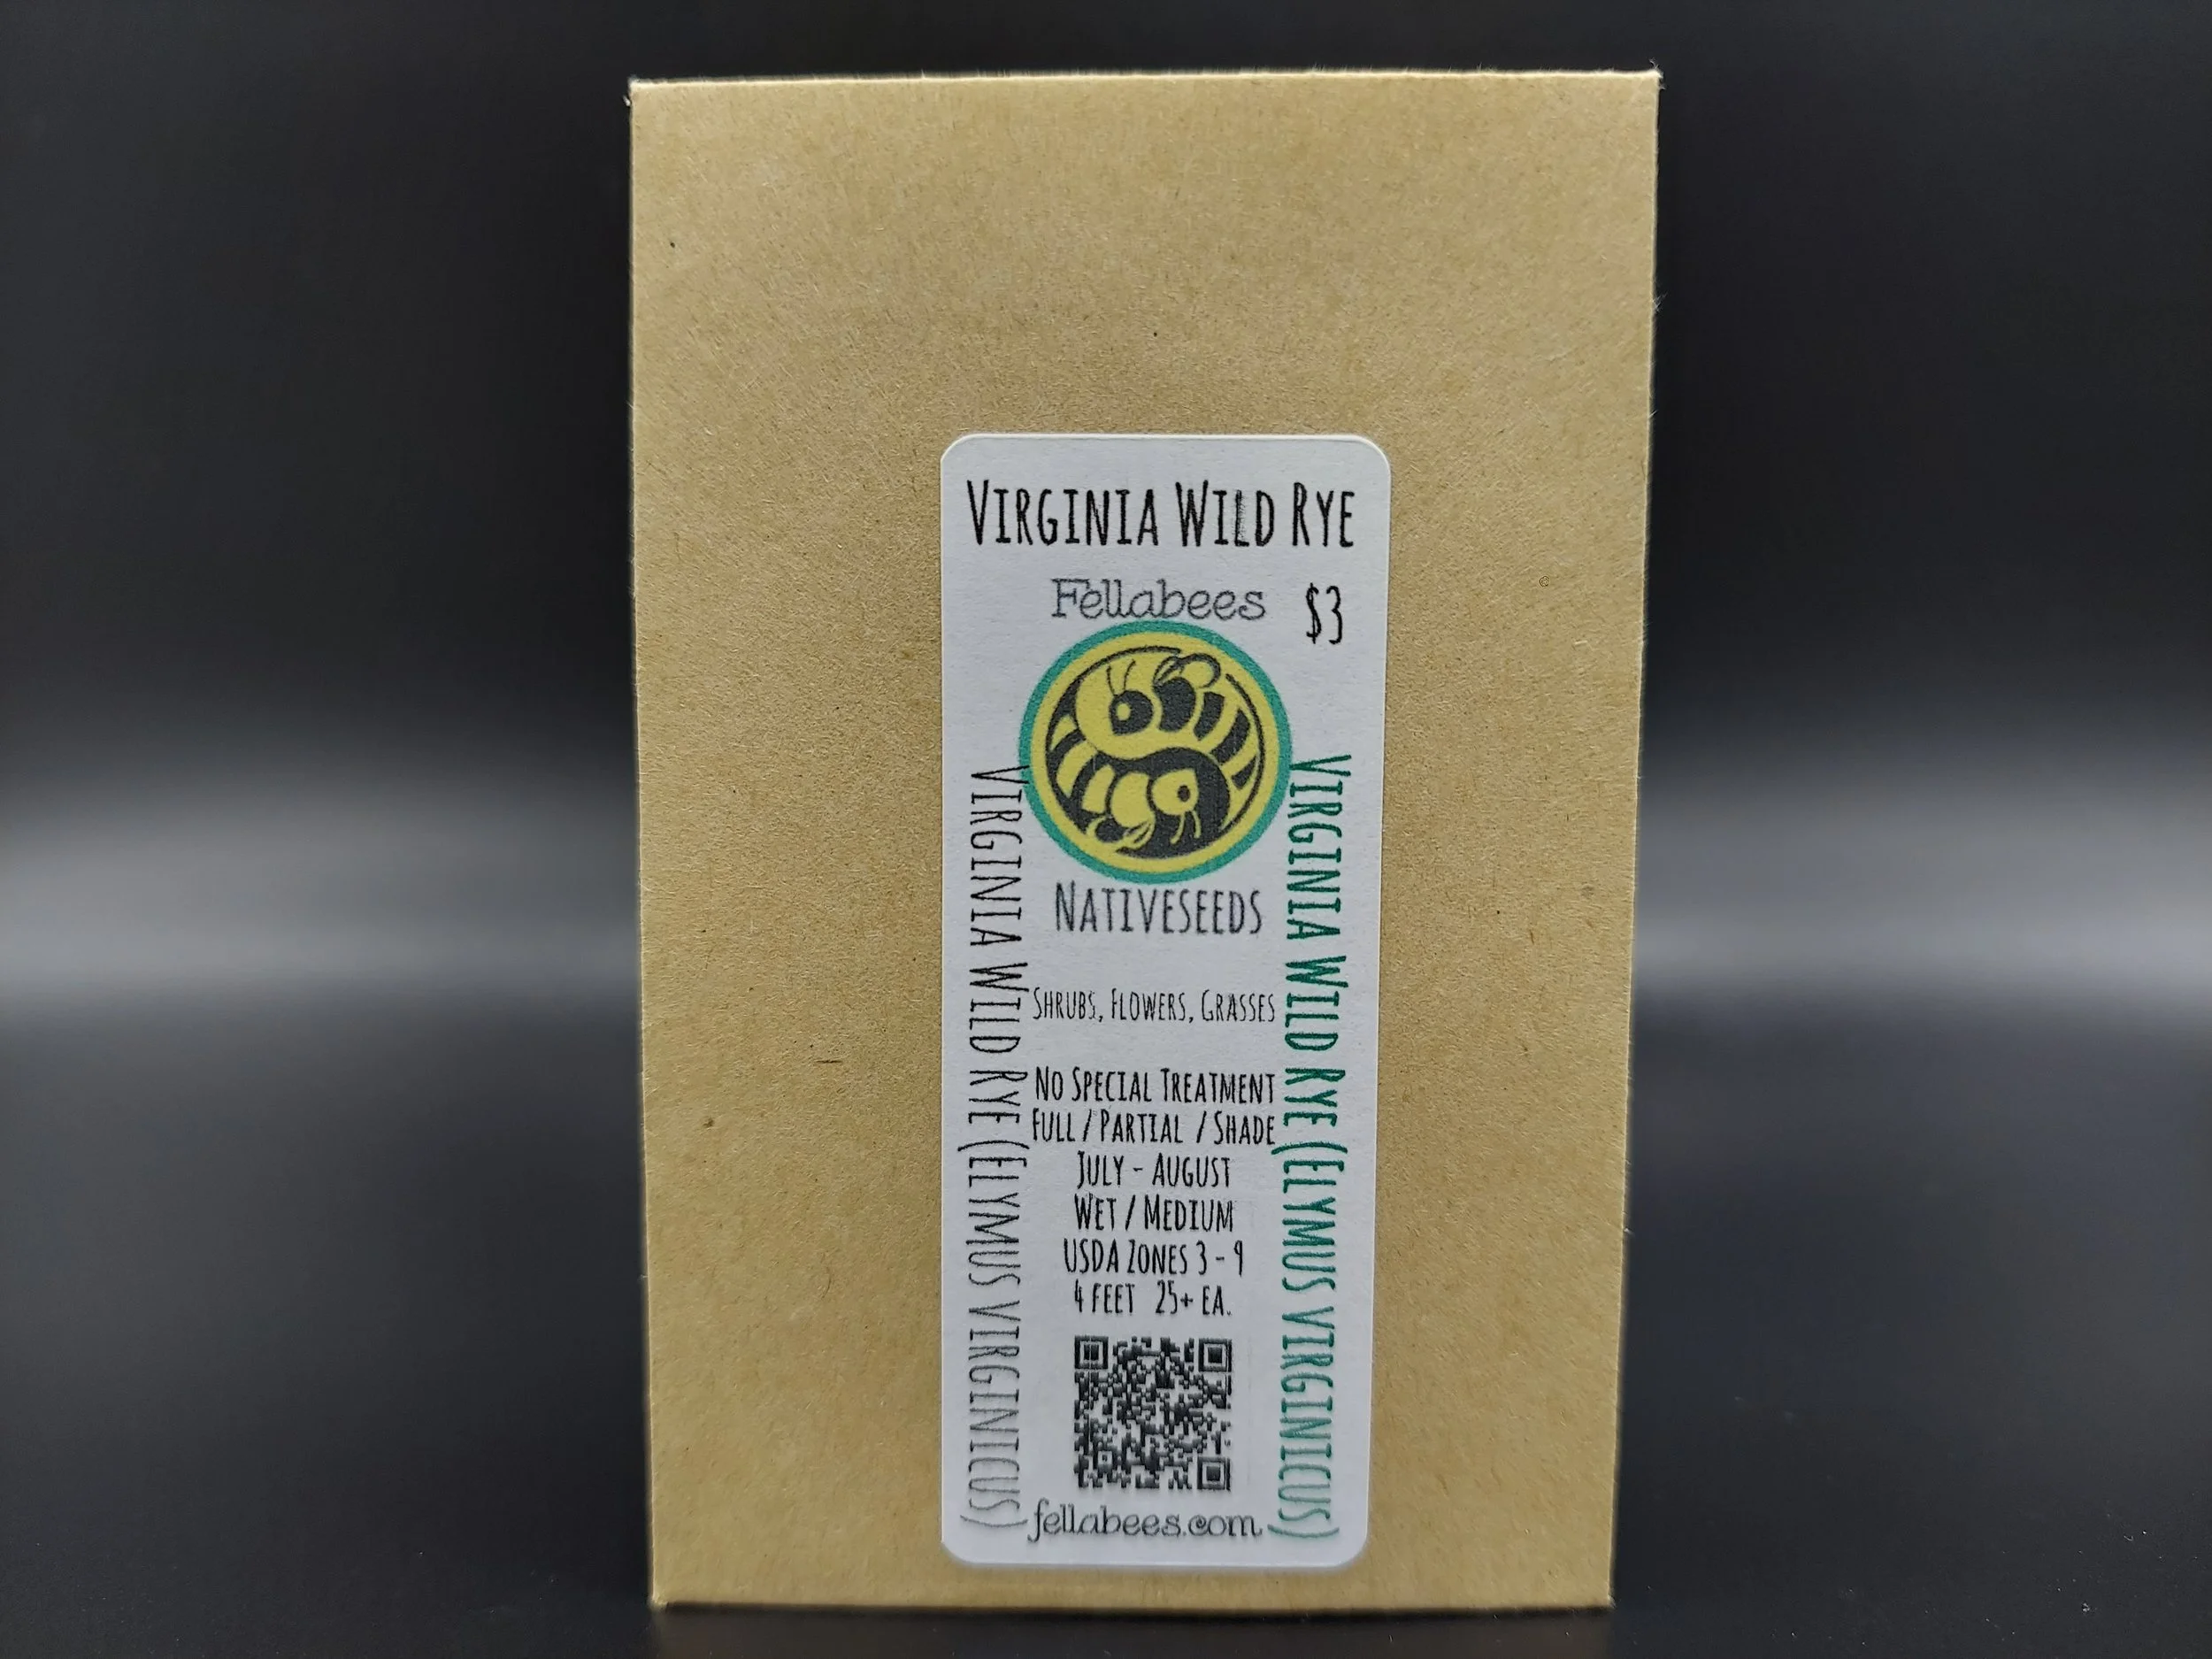 Virginia Wild Rye
Fellabees
$3
Nativeseeds
Virginia Wild Rye (Elymus virginicus)
Virginia Wild Rye (Elymus virginicus)
Shrubs, Flowers, Grasses
No Special Treatment
Full / Partial / Shade
July - August
Wet / Medium
USDA Zones 3 - 9
4 feet 25+ ea.
fellabees.com